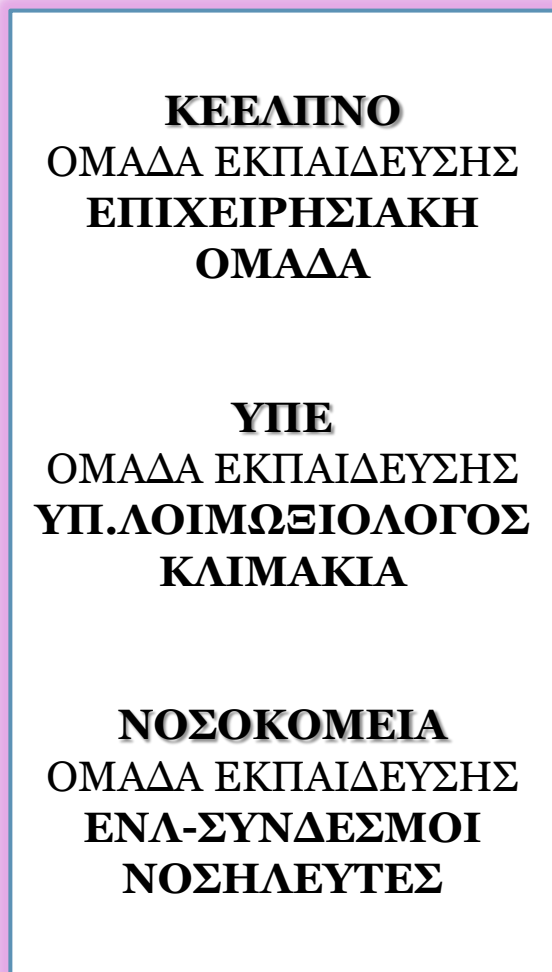 ΚΕΕΛΠΝΟ
ΟΜΑΔΑ ΕΚΠΑΙΔΕΥΣΗΣ
ΕΠΙΧΕΙΡΗΣΙΑΚΗ
ΟΜΑΔΑ
ΥΠΕ
ΟΜΑΔΑ ΕΚΠΑΙΔΕΥΣΗΣ
ΥΠ.ΛΟΙΜΩΞΙΟΛΟΓΟΣ
ΚΛΙΜΑΚΙΑ
ΝΟΣΟΚΟΜΕΙΑ
ΟΜΑΔΑ ΕΚΠΑΙΔΕΥΣΗΣ
ΕΝΛ-ΣΥΝΔΕΣΜΟΙ
ΝΟΣΗΛΕΥΤΕΣ